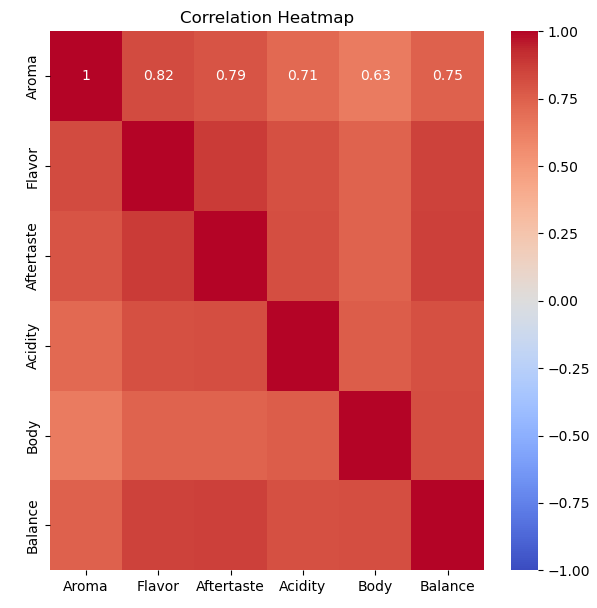 Correlation Heatmap
Aroma 1 0.82 0.79 0.71 0.63 0.75
Flavor
Aftertaste
Acidity
Body
Balance
Aroma Flavor Aftertaste Acidity Body Balance
1.00
0.75
0.50
0.25
0.00
−0.25
−0.50
−0.75
−1.00